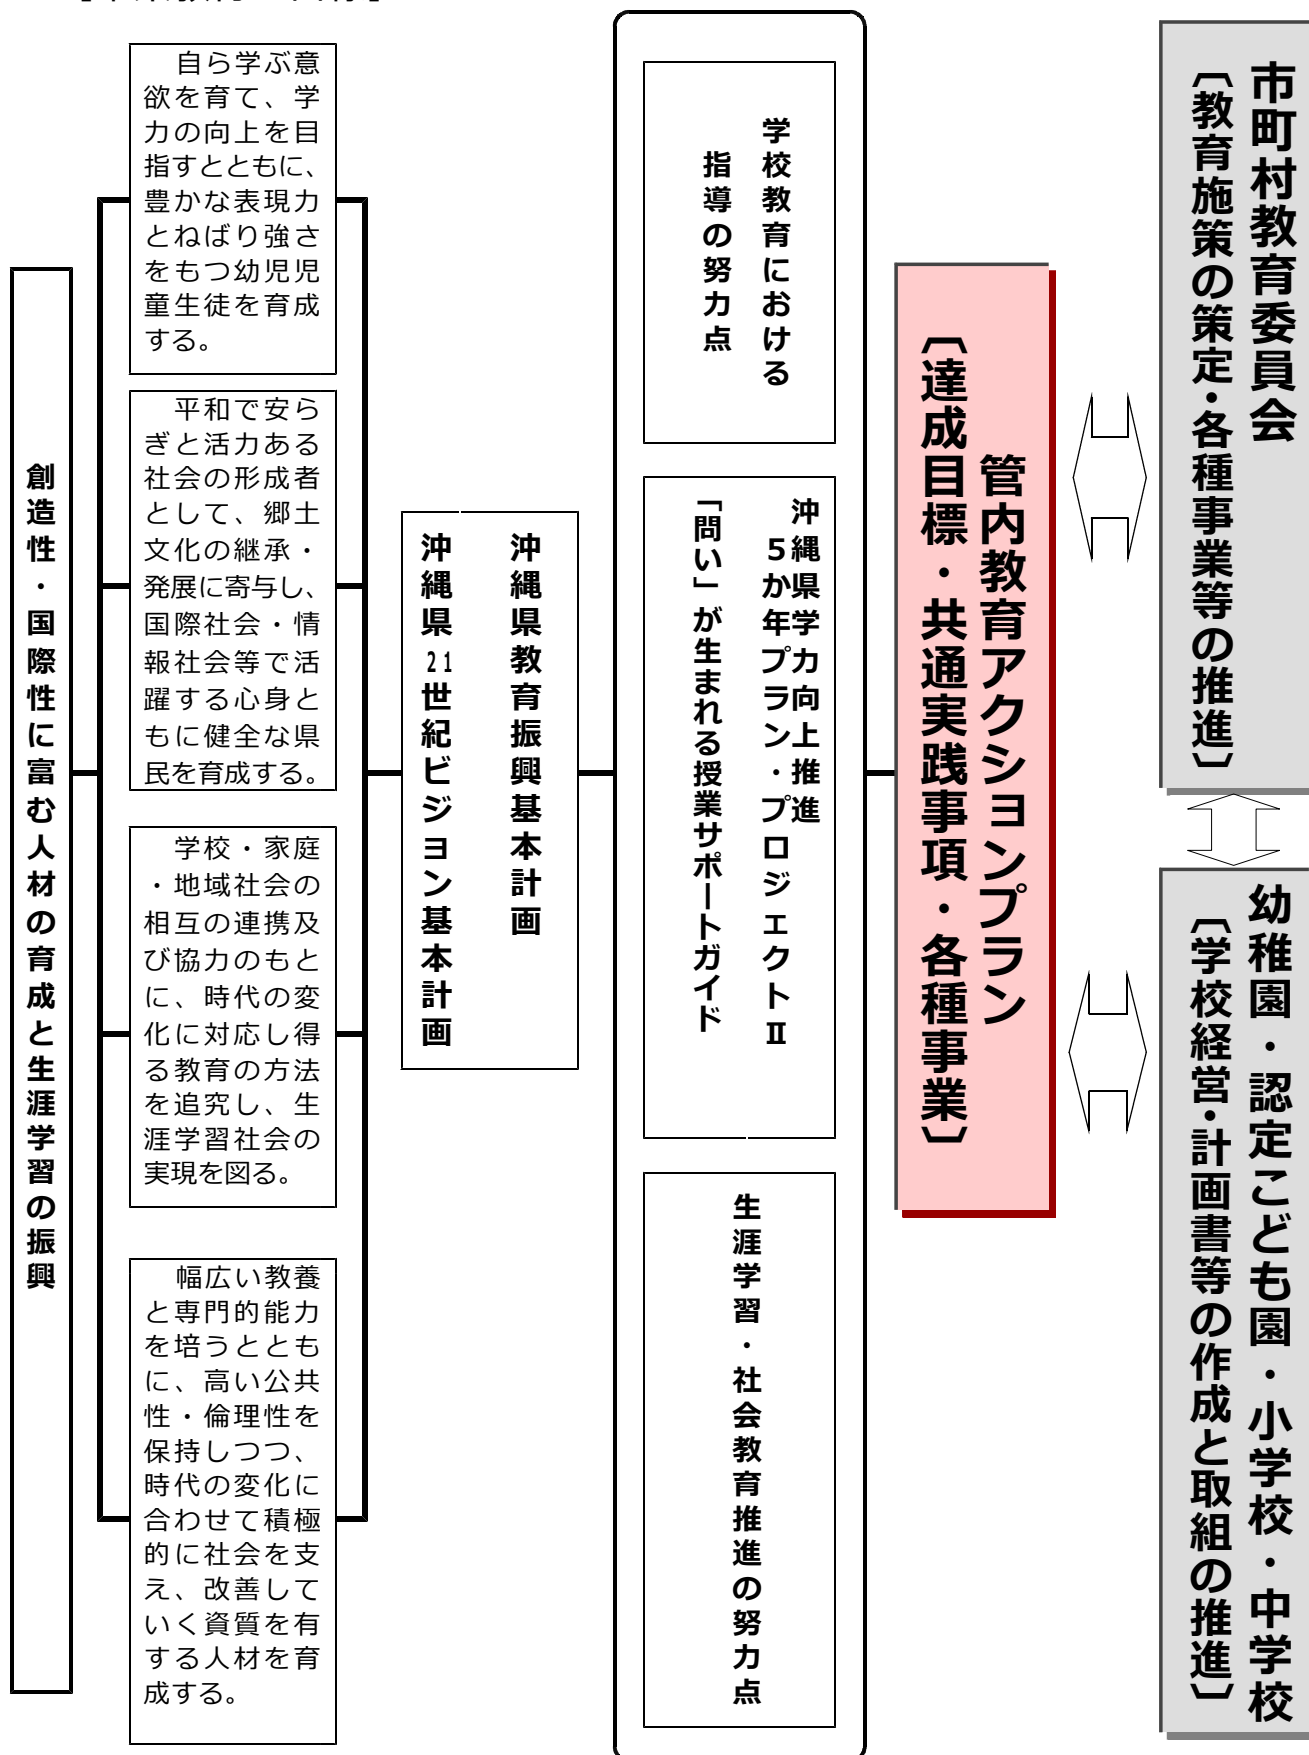 創造性・国際性に富む人材の育成と生涯学習の振興
自ら学ぶ意
欲を育て、学
力の向上を目
指すとともに、
豊かな表現力
とねばり強さ
をもつ幼児児
童生徒を育成
する。
平和で安ら
ぎと活力ある
社会の形成者
として、郷土
文化の継承・
発展に寄与し、
国際社会・情
報社会等で活
躍する心身と
もに健全な県
民を育成する。
学校・家庭
・地域社会の
相互の連携及
び協力のもと
に、時代の変
化に対応し得
る教育の方法
を追究し、生
涯学習社会の
実現を図る。
幅広い教養
と専門的能力
を培うととも
に、高い公共
性・倫理性を
保持しつつ、
時代の変化に
合わせて積極
的に社会を支
え、改善して
いく資質を有
する人材を育
成する。
沖縄県教育振興基本計画
沖縄県21世紀ビジョン基本計画
学校教育における
指導の努力点
沖縄県学力向上推進
5か年プラン・プロジェクトⅡ
「問い」が生まれる授業サポートガイド
生涯学習・社会教育推進の努力点
管内教育アクションプラン
〔達成目標・共通実践事項・各種事業〕
市町村教育委員会
〔教育施策の策定・各種事業等の推進〕
幼稚園・認定こども園・小学校・中学校
〔学校経営・計画書等の作成と取組の推進〕